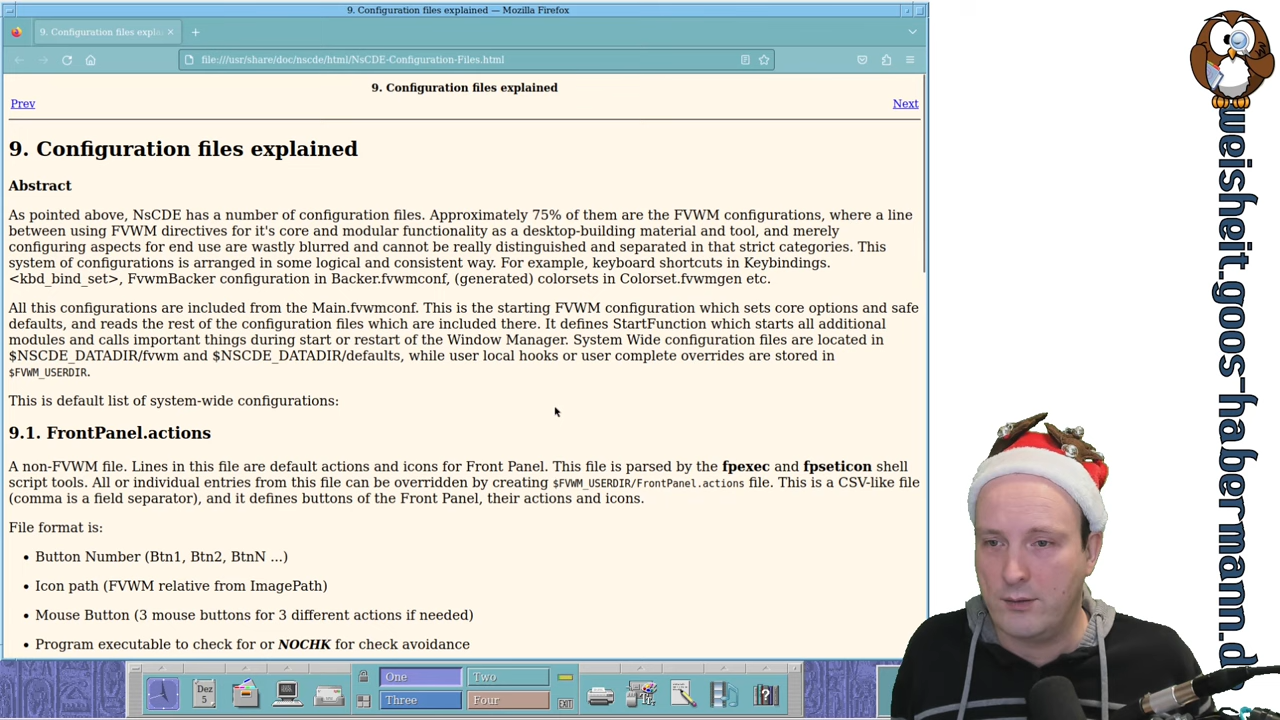 9. Configuration files explained — Mozilla Firefox
9. Configuration files expla
file:///usr/share/doc/nscde/html/NsCDE-Configuration-Files.html
9. Configuration files explained
Prev
Next
9. Configuration files explained
Abstract
As pointed above, NsCDE has a number of configuration files. Approximately 75% of them are the FVWM configurations, where a line
between using FVWM directives for it's core and modular functionality as a desktop-building material and tool, and merely
configuring aspects for end use are wastly blurred and cannot be really distinguished and separated in that strict categories. This
system of configurations is arranged in some logical and consistent way. For example, keyboard shortcuts in Keybindings.
<kbd_bind_set>, FvwmBacker configuration in Backer.fvwmconf, (generated) colorsets in Colorset.fvwmgen etc.
All this configurations are included from the Main.fvwmconf. This is the starting FVWM configuration which sets core options and safe
defaults, and reads the rest of the configuration files which are included there. It defines StartFunction which starts all additional
modules and calls important things during start or restart of the Window Manager. System Wide configuration files are located in
$NSCDE_DATADIR/fvwm and $NSCDE_DATADIR/defaults, while user local hooks or user complete overrides are stored in
$FVWM_USERDIR.
This is default list of system-wide configurations:
9.1. FrontPanel.actions
A non-FVWM file. Lines in this file are default actions and icons for Front Panel. This file is parsed by the fpexec and fpseticon shell
script tools. All or individual entries from this file can be overridden by creating $FVWM_USERDIR/FrontPanel.actions file. This is a CSV-like file
(comma is a field separator), and it defines buttons of the Front Panel, their actions and icons.
File format is:
• Button Number (Btn1, Btn2, BtnN ...)
• Icon path (FVWM relative from ImagePath)
• Mouse Button (3 mouse buttons for 3 different actions if needed)
• Program executable to check for or NOCHK for check avoidance
Dez
5
One
Two
Three
Four
EXIT
weisheit.goos-habermann.d